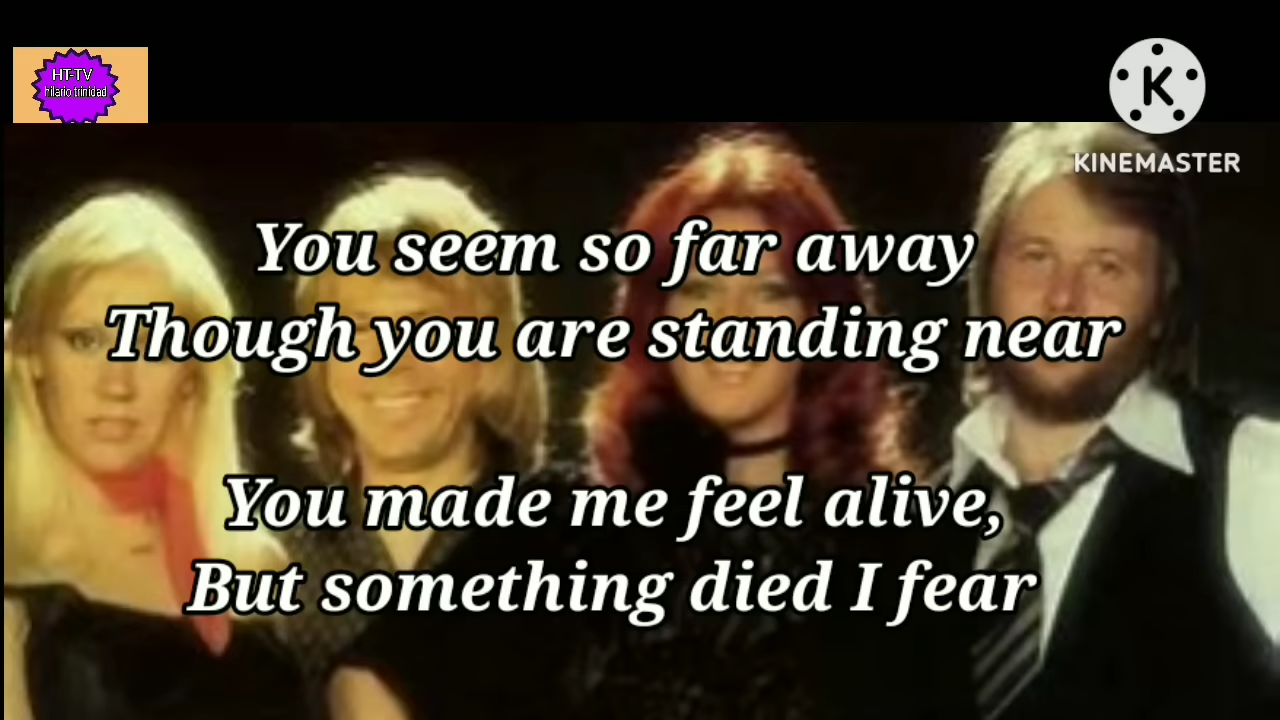 HT-TV
hilario trinidad
K
KINEMASTER
You seem so far away
Though you are standing near
You made me feel alive,
But something died I fear